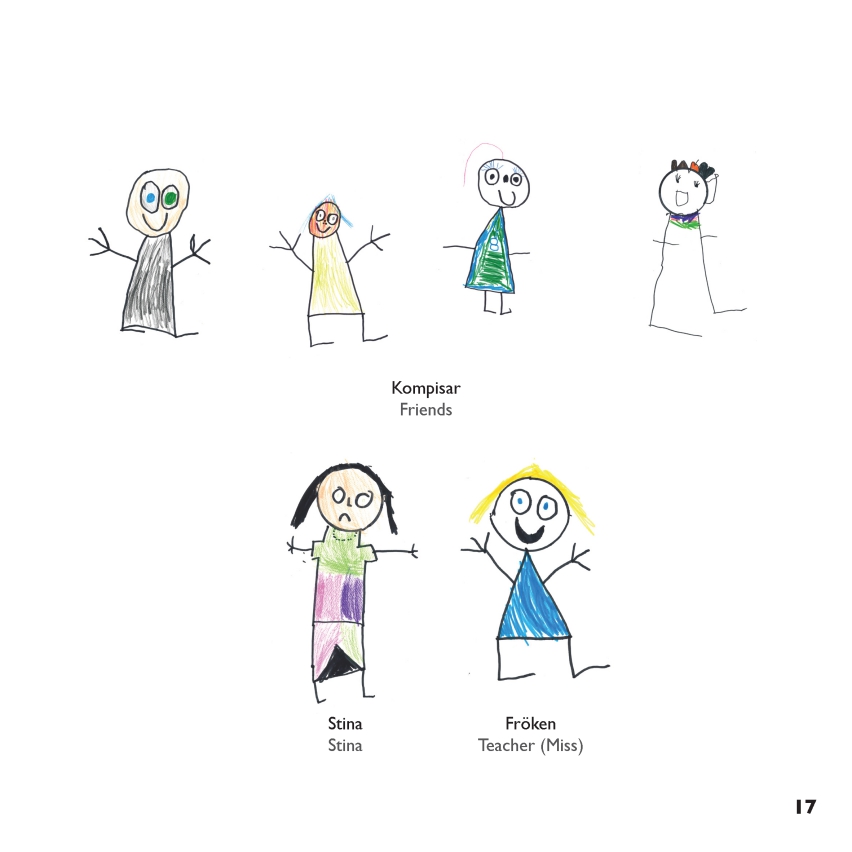 Kompisar
Friends
Stina
Stina
Fröken
Teacher (Miss)
17